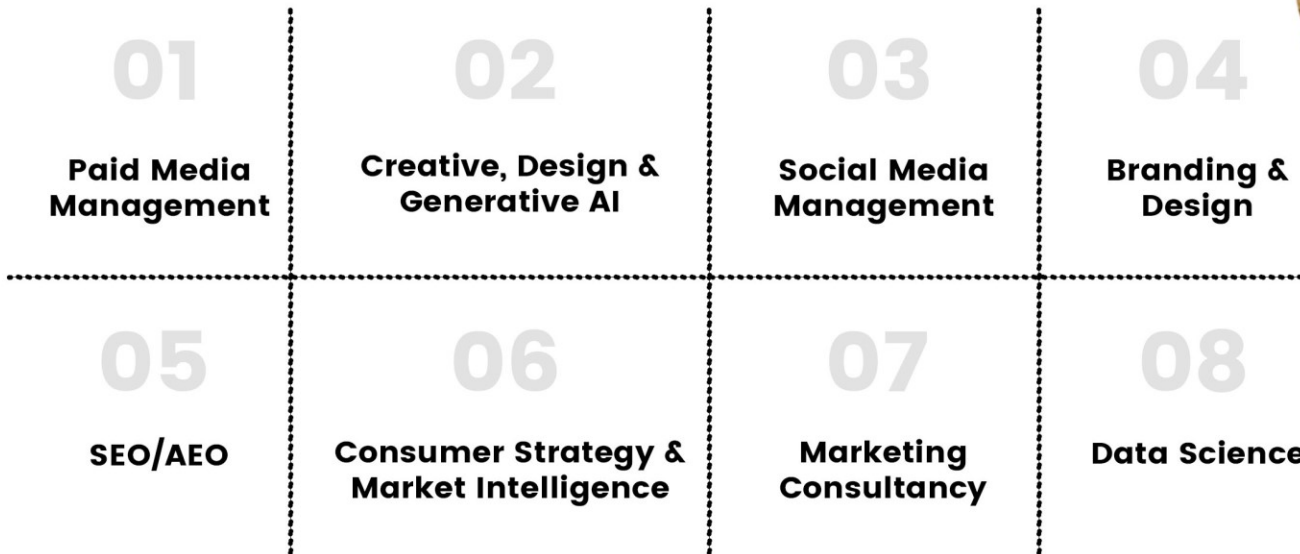 01
Paid Media
Management
02
Creative, Design &
Generative AI
03
Social Media
Management
04
Branding &
Design
05
SEO/AEO
06
Consumer Strategy &
Market Intelligence
07
Marketing
Consultancy
08
Data Science